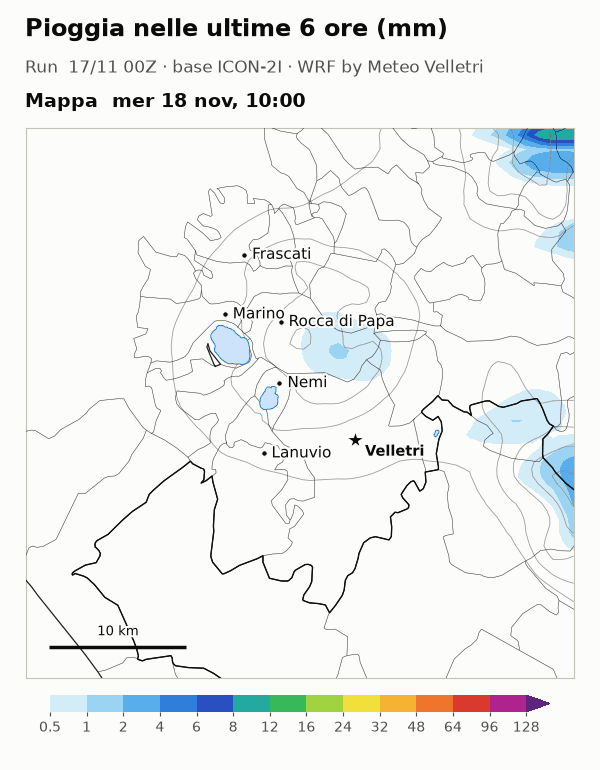 Pioggia nelle ultime 6 ore (mm)
Run  17/11 00Z · base ICON-2I · WRF by Meteo Velletri
Mappa  mer 18 nov, 10:00
Frascati
Marino
Rocca di Papa
Nemi
Velletri
Lanuvio
10 km
0.5 1 2 4 6 8 12 16 24 32 48 64 96 128